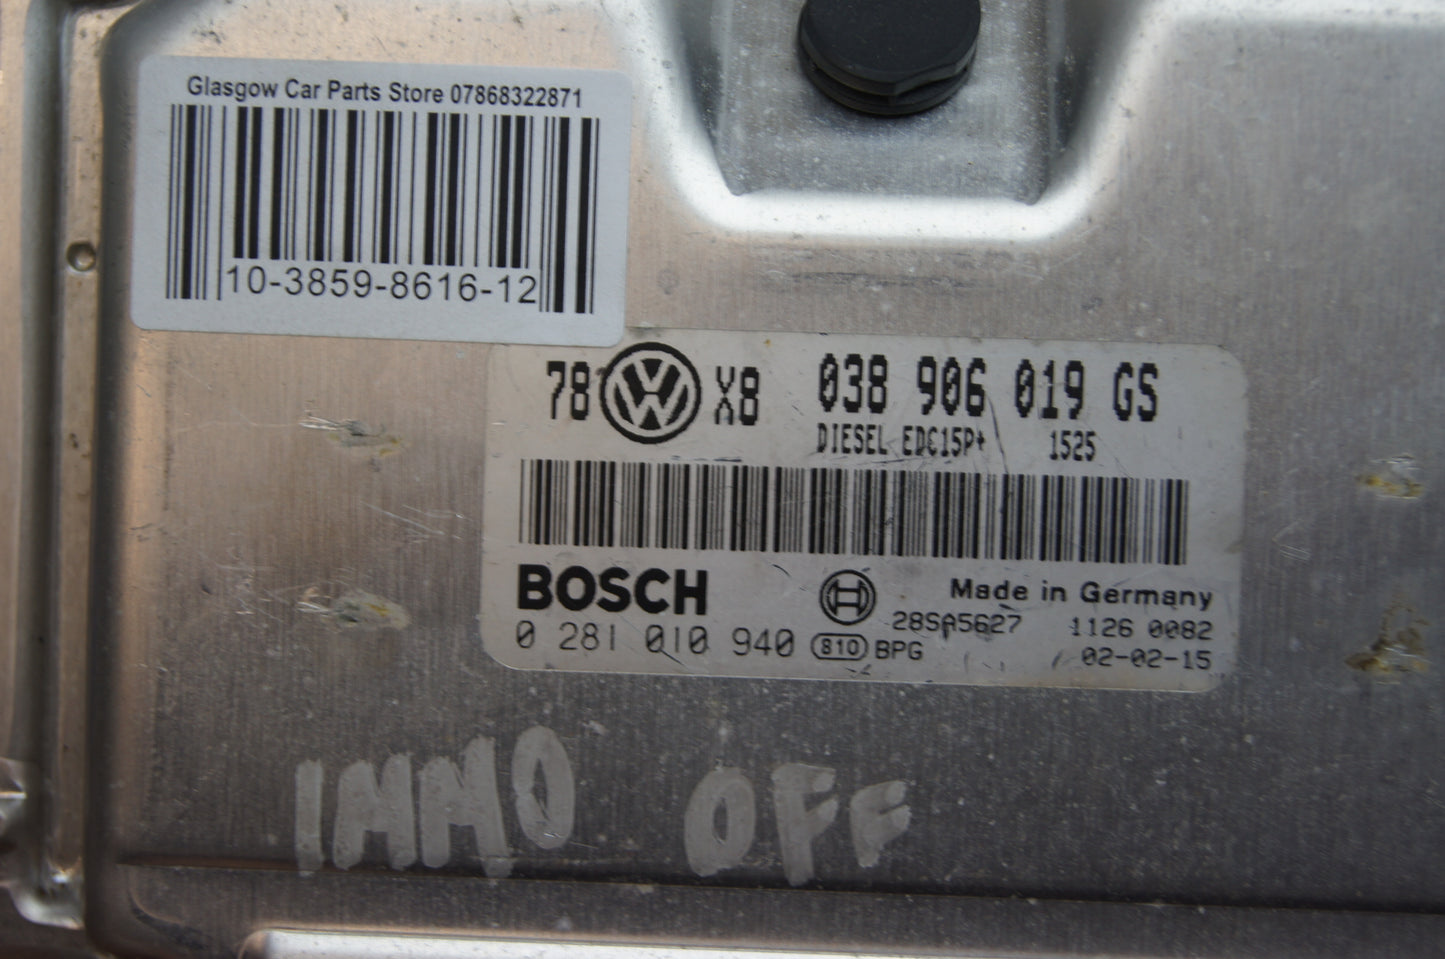 Glasgow Car Parts Store 07868322871
10-3859-8616-12
78 X8 038 906 019 GS
DIESEL EDC15P+ 1525
BOSCH
Made in Germany
28SA5627 1126 0082
0 281 010 940 810 BPG
02-02-15
IMMO OFF